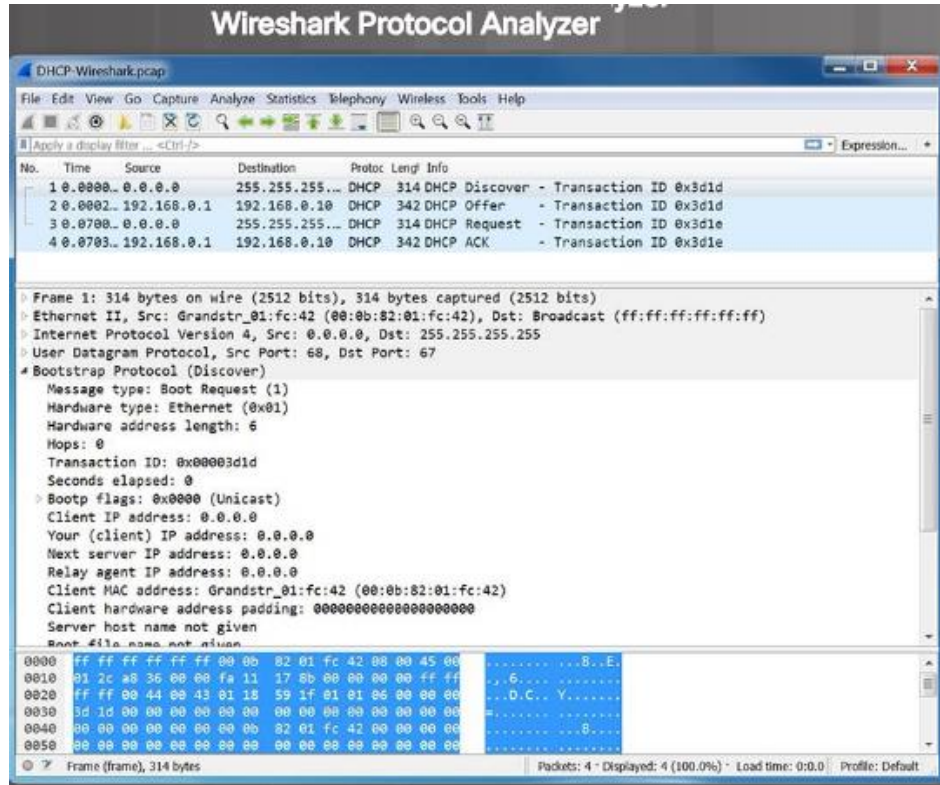 Wireshark Protocol Analyzer
DHCP-Wireshark.pcap
File Edit View Go Capture Analyze Statistics Telephony Wireless Tools Help
Apply a display filter ... <Ctrl-/> Expression... +
No. Time Source Destination Protoc Lengt Info
1 0.0000… 0.0.0.0 255.255.255.… DHCP 314 DHCP Discover - Transaction ID 0x3d1d
2 0.0002… 192.168.0.1 192.168.0.10 DHCP 342 DHCP Offer - Transaction ID 0x3d1d
3 0.0700… 0.0.0.0 255.255.255.… DHCP 314 DHCP Request - Transaction ID 0x3d1e
4 0.0703… 192.168.0.1 192.168.0.10 DHCP 342 DHCP ACK - Transaction ID 0x3d1e
Frame 1: 314 bytes on wire (2512 bits), 314 bytes captured (2512 bits)
Ethernet II, Src: Grandstr_01:fc:42 (00:0b:82:01:fc:42), Dst: Broadcast (ff:ff:ff:ff:ff:ff)
Internet Protocol Version 4, Src: 0.0.0.0, Dst: 255.255.255.255
User Datagram Protocol, Src Port: 68, Dst Port: 67
Bootstrap Protocol (Discover)
Message type: Boot Request (1)
Hardware type: Ethernet (0x01)
Hardware address length: 6
Hops: 0
Transaction ID: 0x00003d1d
Seconds elapsed: 0
Bootp flags: 0x0000 (Unicast)
Client IP address: 0.0.0.0
Your (client) IP address: 0.0.0.0
Next server IP address: 0.0.0.0
Relay agent IP address: 0.0.0.0
Client MAC address: Grandstr_01:fc:42 (00:0b:82:01:fc:42)
Client hardware address padding: 00000000000000000000
Server host name not given
Boot file name not given
0000 ff ff ff ff ff ff 00 0b 82 01 fc 42 08 00 45 00 ........ ...B..E.
0010 01 2c a8 36 00 00 fa 11 17 8b 00 00 00 00 ff ff .,.6.... ........
0020 ff ff 00 44 00 43 01 18 59 1f 01 01 06 00 00 00 ...D.C.. Y.......
0030 3d 1d 00 00 00 00 00 00 00 00 00 00 00 00 00 00 =....... ........
0040 00 00 00 00 00 00 00 0b 82 01 fc 42 00 00 00 00 ........ ...B....
0050 00 00 00 00 00 00 00 00 00 00 00 00 00 00 00 00 ........ ........
Frame (frame), 314 bytes Packets: 4 · Displayed: 4 (100.0%) · Load time: 0:0.0 Profile: Default